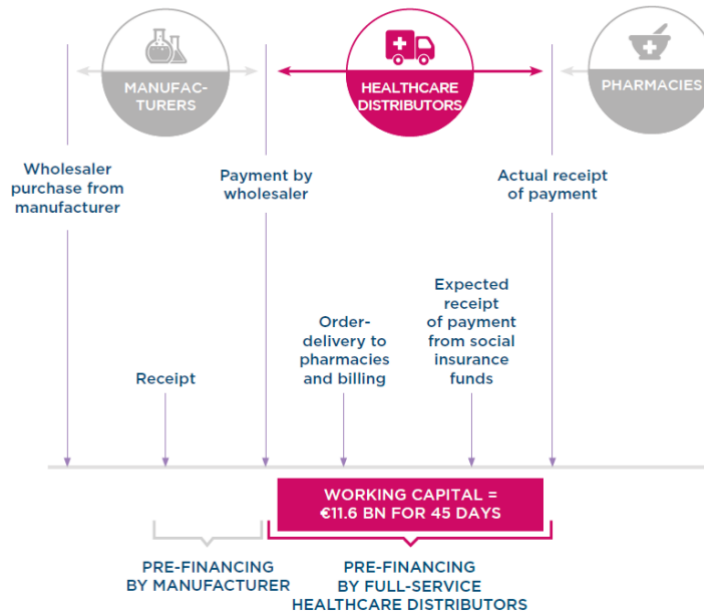 MANUFAC-
TURERS
HEALTHCARE
DISTRIBUTORS
PHARMACIES
Wholesaler
purchase from
manufacturer
Payment by
wholesaler
Actual receipt
of payment
Receipt
Order-
delivery to
pharmacies
and billing
Expected
receipt
of payment
from social
insurance
funds
WORKING CAPITAL =
€11.6 BN FOR 45 DAYS
PRE-FINANCING
BY MANUFACTURER
PRE-FINANCING
BY FULL-SERVICE
HEALTHCARE DISTRIBUTORS